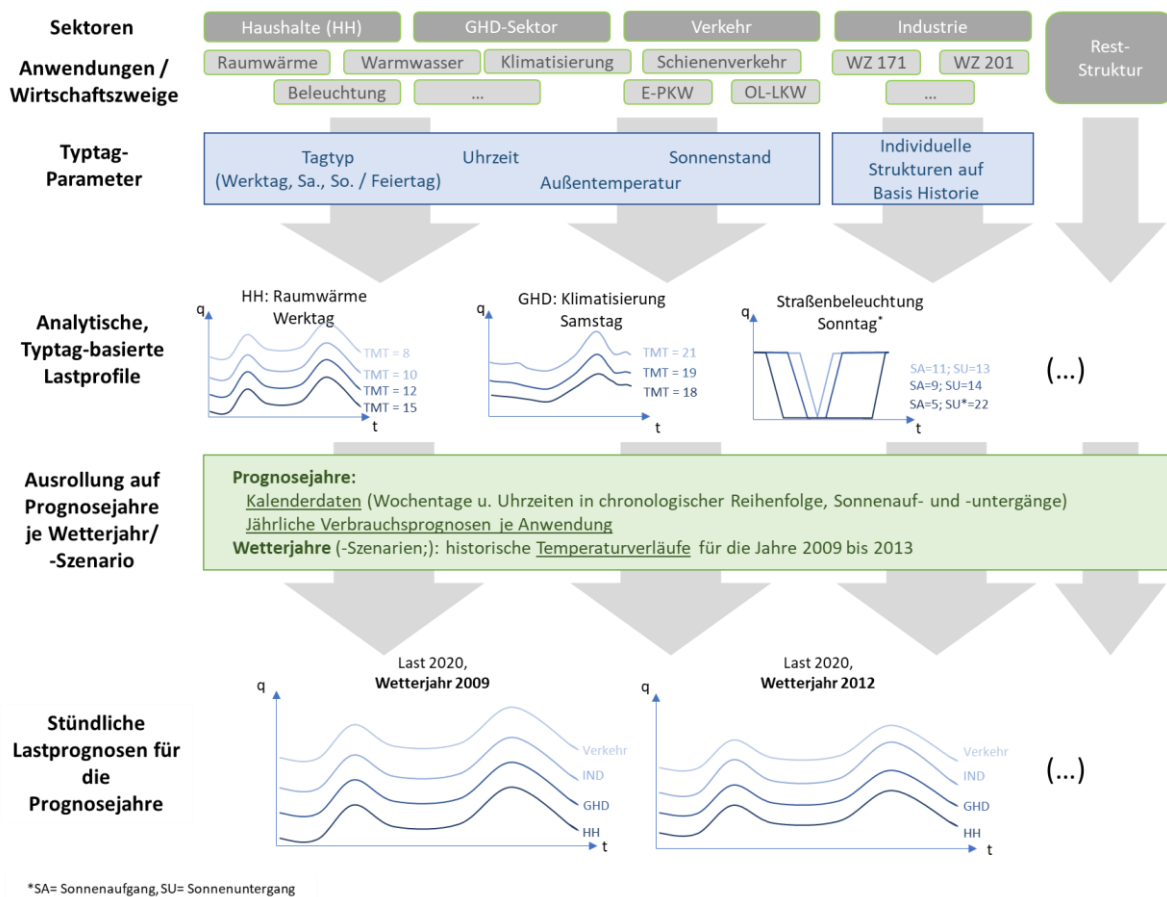 Sektoren
Haushalte (HH)
GHD-Sektor
Verkehr
Industrie
Rest-
Struktur
Anwendungen /
Wirtschaftszweige
Raumwärme
Warmwasser
Klimatisierung
Schienenverkehr
WZ 171
WZ 201
Beleuchtung
...
E-PKW
OL-LKW
...
Typtag-
Parameter
Tagtyp
(Werktag, Sa., So. / Feiertag)
Uhrzeit
Außentemperatur
Sonnenstand
Individuelle
Strukturen auf
Basis Historie
Analytische,
Typtag-basierte
Lastprofile
HH: Raumwärme
Werktag
q
TMT = 8
TMT = 10
TMT = 12
TMT = 15
t
GHD: Klimatisierung
Samstag
q
TMT = 21
TMT = 19
TMT = 18
t
Straßenbeleuchtung
Sonntag*
q
SA=11; SU=13
SA=9; SU=14
SA=5; SU*=22
t
(...)
Ausrollung auf
Prognosejahre
je Wetterjahr/
-Szenario
Prognosejahre:
Kalenderdaten (Wochentage u. Uhrzeiten in chronologischer Reihenfolge, Sonnenauf- und -untergänge)
Jährliche Verbrauchsprognosen je Anwendung
Wetterjahre (-Szenarien;): historische Temperaturverläufe für die Jahre 2009 bis 2013
Stündliche
Lastprognosen für
die
Prognosejahre
Last 2020,
Wetterjahr 2009
q
Verkehr
IND
GHD
HH
t
Last 2020,
Wetterjahr 2012
q
Verkehr
IND
GHD
HH
t
(...)
*SA= Sonnenaufgang, SU= Sonnenuntergang